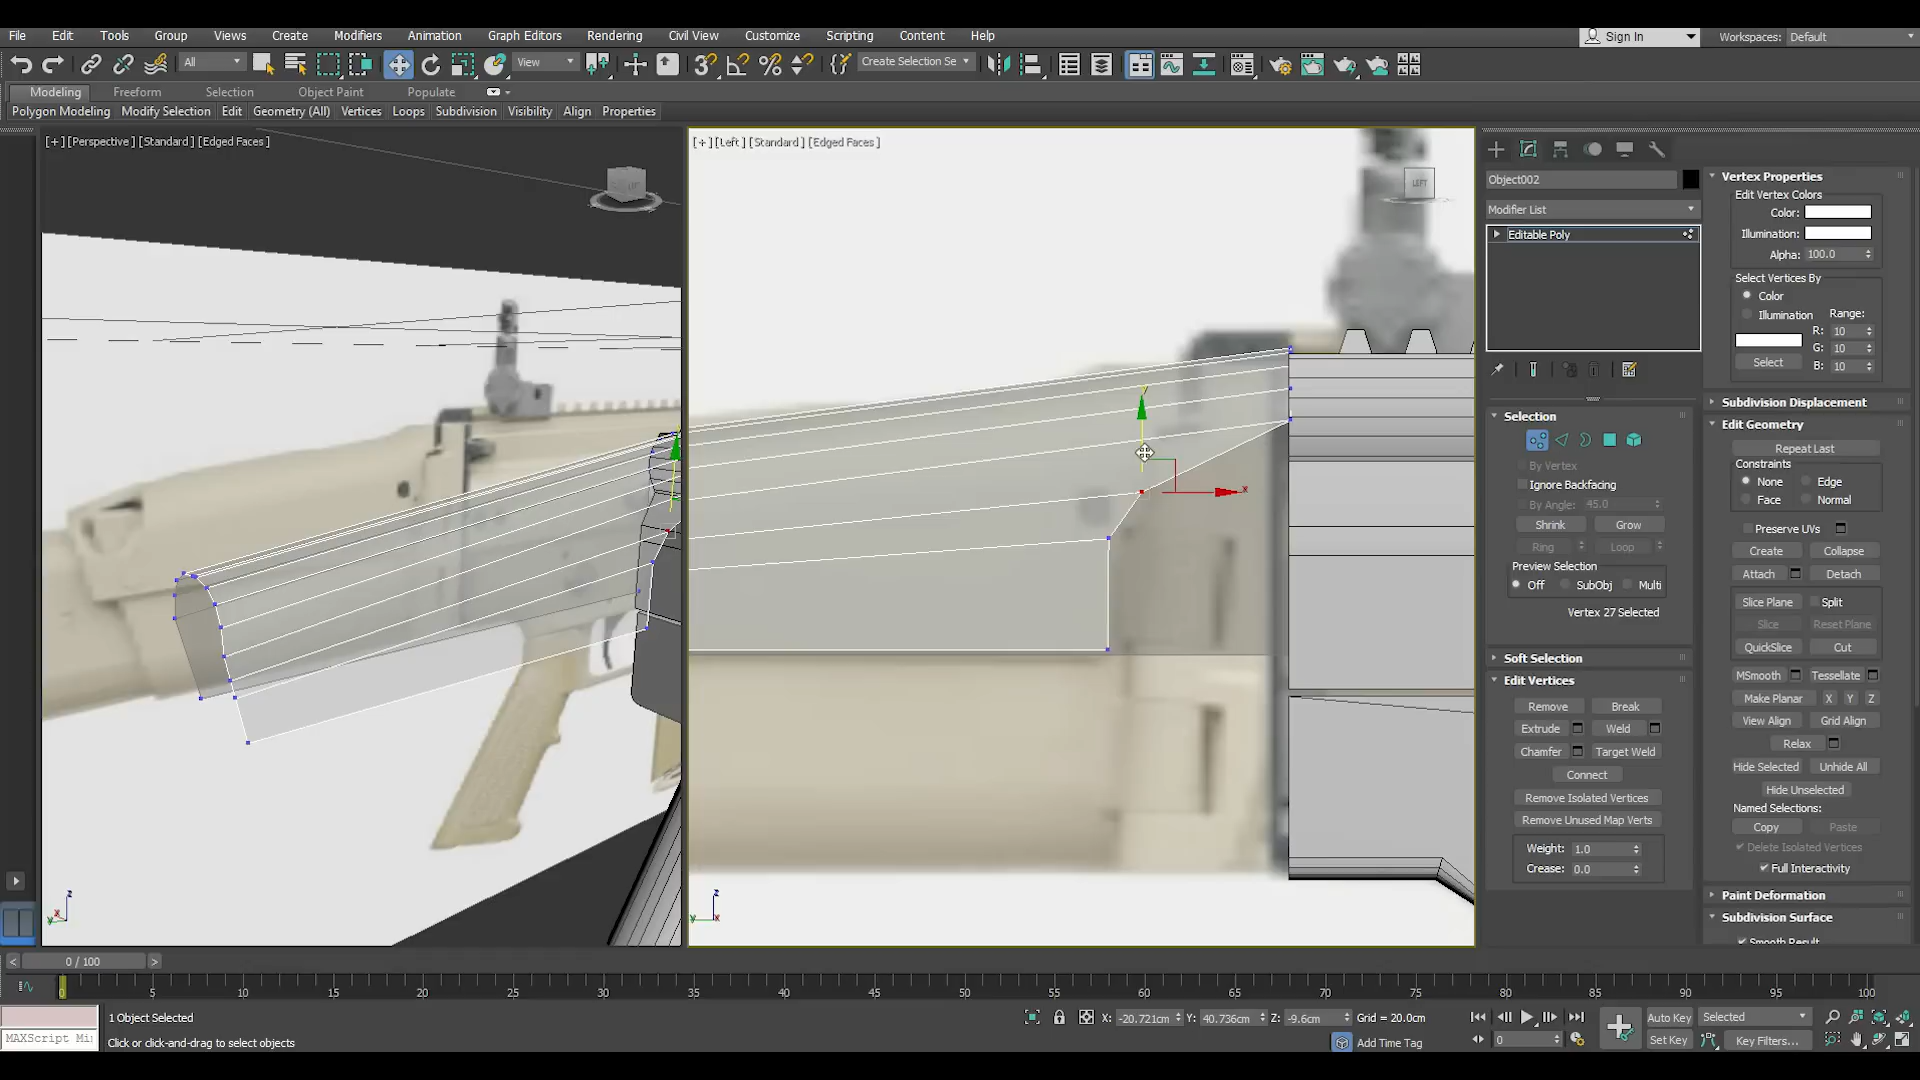 File Edit Tools Group Views Create Modifiers Animation Graph Editors Rendering Civil View Customize Scripting Content Help
Sign In Workspaces: Default
All View Create Selection Se
Modeling Freeform Selection Object Paint Populate
Polygon Modeling Modify Selection Edit Geometry (All) Vertices Loops Subdivision Visibility Align Properties
[+] [Perspective] [Standard] [Edged Faces]
[+] [Left] [Standard] [Edged Faces]
LEFT
y
x
z
y x
z
y x
Object002
Modifier List
Editable Poly
Selection
By Vertex
Ignore Backfacing
By Angle: 45.0
Shrink Grow
Ring Loop
Preview Selection
Off SubObj Multi
Vertex 27 Selected
Soft Selection
Edit Vertices
Remove Break
Extrude Weld
Chamfer Target Weld
Connect
Remove Isolated Vertices
Remove Unused Map Verts
Weight: 1.0
Crease: 0.0
Vertex Properties
Edit Vertex Colors
Color:
Illumination:
Alpha: 100.0
Select Vertices By
Color
Illumination Range:
R: 10
G: 10
Select B: 10
Subdivision Displacement
Edit Geometry
Repeat Last
Constraints
None Edge
Face Normal
Preserve UVs
Create Collapse
Attach Detach
Slice Plane Split
Slice Reset Plane
QuickSlice Cut
MSmooth Tessellate
Make Planar X Y Z
View Align Grid Align
Relax
Hide Selected Unhide All
Hide Unselected
Named Selections:
Copy Paste
Delete Isolated Vertices
Full Interactivity
Paint Deformation
Subdivision Surface
Smooth Result
< 0 / 100 >
0 5 10 15 20 25 30 35 40 45 50 55 60 65 70 75 80 85 90 95 100
1 Object Selected X: -20.721cm Y: 40.736cm Z: -9.6cm Grid = 20.0cm Auto Key Selected
MAXScript Mi Click or click-and-drag to select objects Add Time Tag 0 Set Key Key Filters...